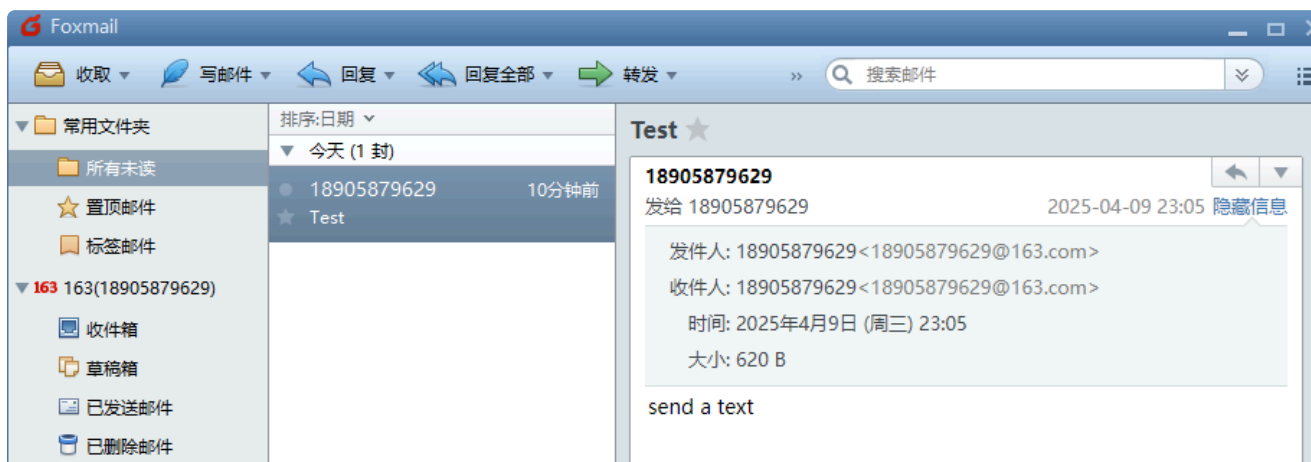 Foxmail
收取 写邮件 回复 回复全部 转发 » 搜索邮件
常用文件夹
所有未读
置顶邮件
标签邮件
163 163(18905879629)
收件箱
草稿箱
已发送邮件
已删除邮件
排序:日期
今天 (1 封)
18905879629 10分钟前
Test
Test
18905879629
发给 18905879629 2025-04-09 23:05 隐藏信息
发件人: 18905879629<18905879629@163.com>
收件人: 18905879629<18905879629@163.com>
时间: 2025年4月9日 (周三) 23:05
大小: 620 B
send a text